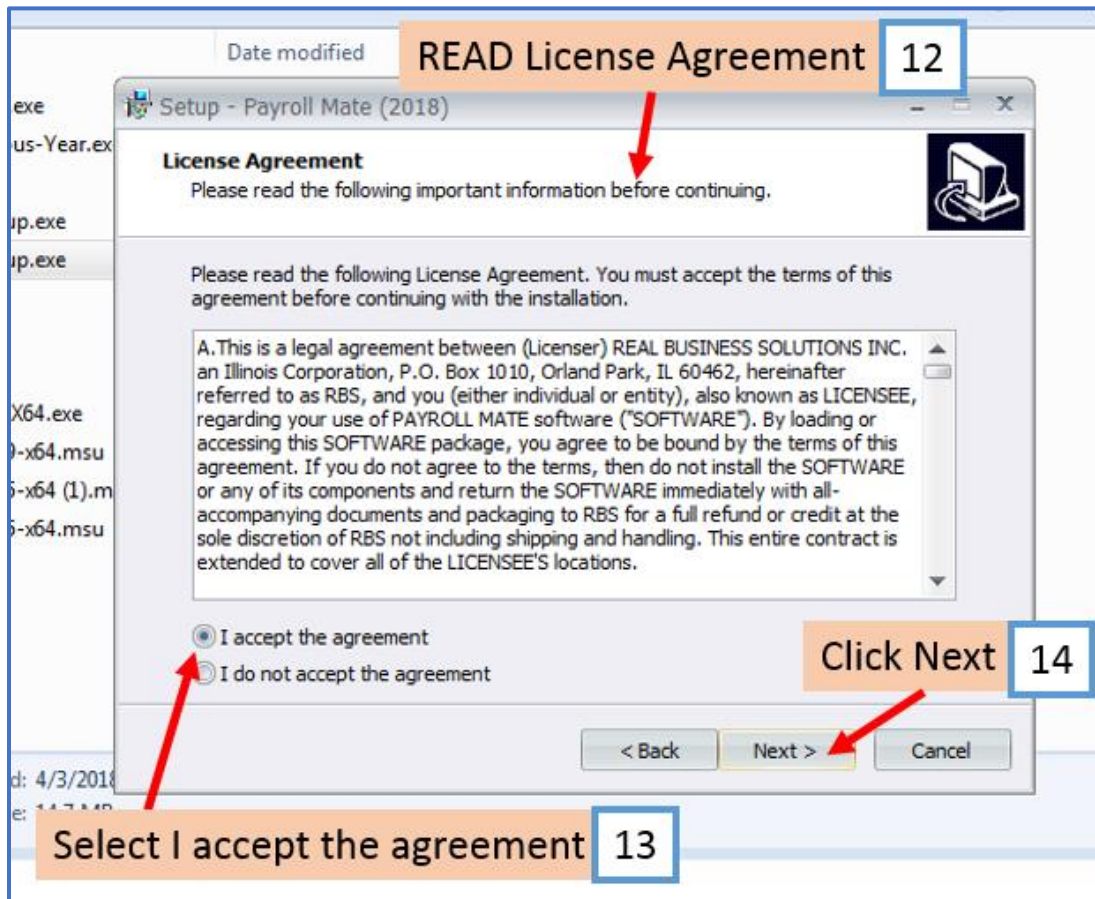 Date modified
READ License Agreement 12
exe
Setup - Payroll Mate (2018)
us-Year.ex
License Agreement
Please read the following important information before continuing.
up.exe
up.exe
Please read the following License Agreement. You must accept the terms of this
agreement before continuing with the installation.
A.This is a legal agreement between (Licenser) REAL BUSINESS SOLUTIONS INC.
an Illinois Corporation, P.O. Box 1010, Orland Park, IL 60462, hereinafter
referred to as RBS, and you (either individual or entity), also known as LICENSEE,
regarding your use of PAYROLL MATE software ("SOFTWARE"). By loading or
accessing this SOFTWARE package, you agree to be bound by the terms of this
agreement. If you do not agree to the terms, then do not install the SOFTWARE
or any of its components and return the SOFTWARE immediately with all-
accompanying documents and packaging to RBS for a full refund or credit at the
sole discretion of RBS not including shipping and handling. This entire contract is
extended to cover all of the LICENSEE'S locations.
X64.exe
-x64.msu
-x64 (1).m
-x64.msu
I accept the agreement
I do not accept the agreement
Click Next 14
< Back Next > Cancel
d: 4/3/2018
e: 14.7 MB
Select I accept the agreement 13